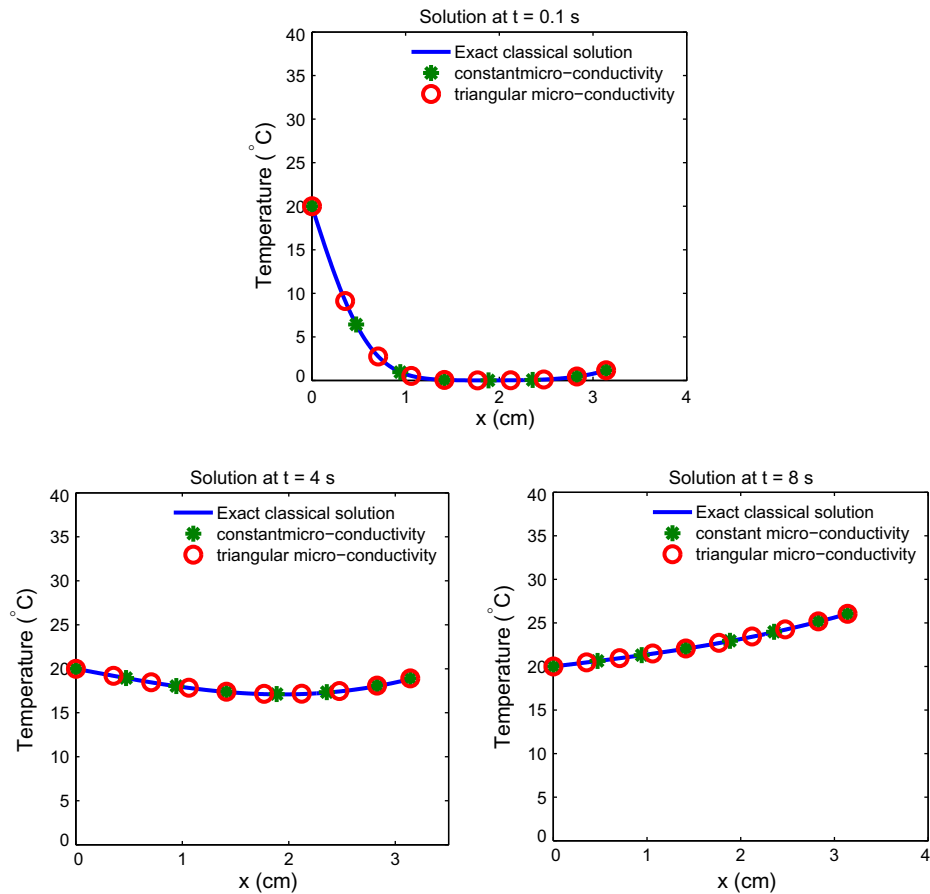 Solution at t = 0.1 s
Exact classical solution
constantmicro−conductivity
triangular micro−conductivity
Temperature (°C)
40
35
30
25
20
15
10
5
0
0
1
2
3
4
x (cm)
Solution at t = 4 s
Exact classical solution
constantmicro−conductivity
triangular micro−conductivity
Temperature (°C)
40
35
30
25
20
15
10
5
0
0
1
2
3
x (cm)
Solution at t = 8 s
Exact classical solution
constant micro−conductivity
triangular micro−conductivity
Temperature (°C)
40
35
30
25
20
15
10
5
0
0
1
2
3
4
x (cm)